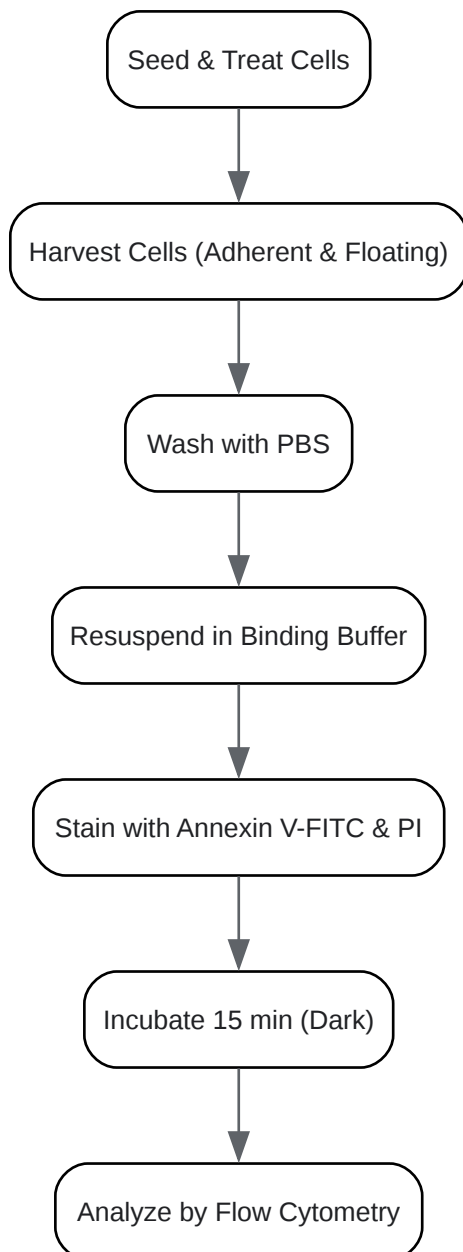 Seed & Treat Cells
Harvest Cells (Adherent & Floating)
Wash with PBS
Resuspend in Binding Buffer
Stain with Annexin V-FITC & PI
Incubate 15 min (Dark)
Analyze by Flow Cytometry